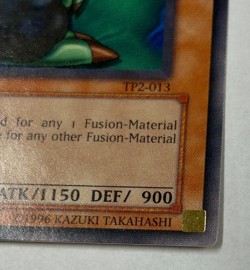 TP2-013
d for any 1 Fusion-Material
e for any other Fusion-Material
ATK/1150 DEF/ 900
©1996 KAZUKI TAKAHASHI